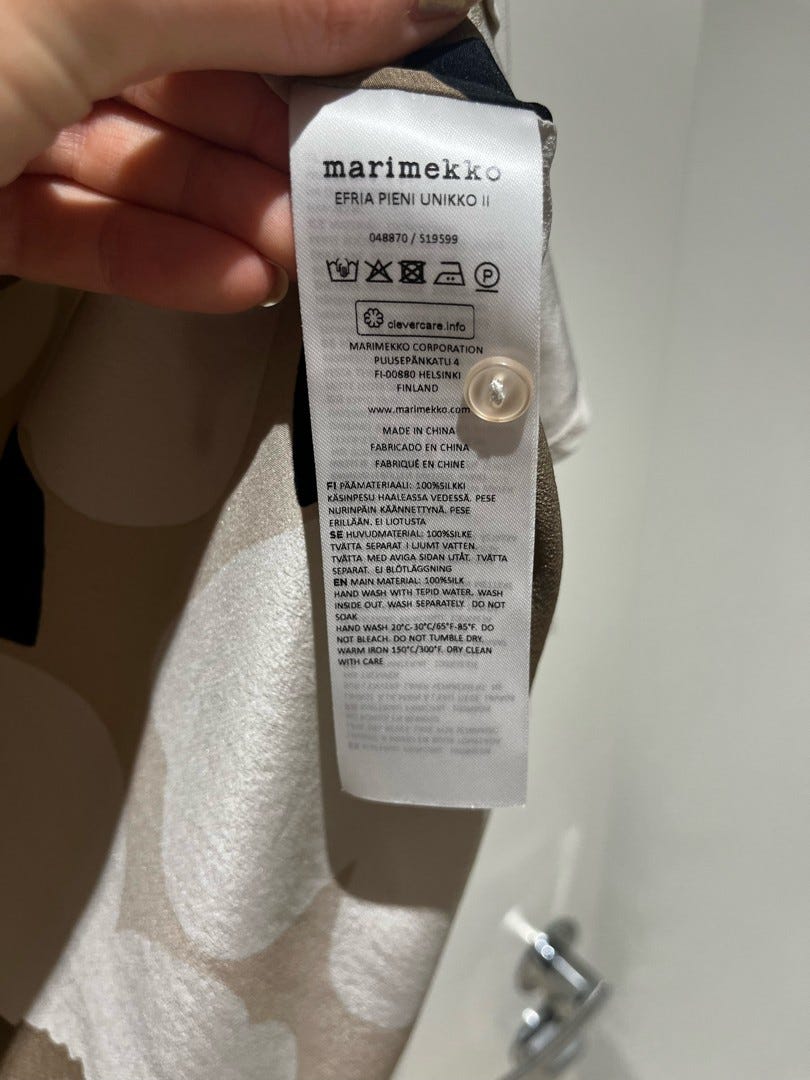 marimekko
EFRIA PIENI UNIKKO II
048870 / 519599
P
clevercare.info
MARIMEKKO CORPORATION
PUUSEPÄNKATU 4
FI-00880 HELSINKI
FINLAND
www.marimekko.com
MADE IN CHINA
FABRICADO EN CHINA
FABRIQUÉ EN CHINE
FI PÄÄMATERIAALI: 100%SILKKI
KÄSINPESU HAALEASSA VEDESSÄ. PESE
NURINPÄIN KÄÄNNETTYNÄ. PESE
ERILLÄÄN. EI LIOTUSTA
SE HUVUDMATERIAL: 100%SILKE
TVÄTTA SEPARAT I LJUMT VATTEN.
TVÄTTA MED AVIGA SIDAN UTÅT. TVÄTTA
SEPARAT. EJ BLÖTLÄGGNING
EN MAIN MATERIAL: 100%SILK
HAND WASH WITH TEPID WATER. WASH
INSIDE OUT. WASH SEPARATELY. DO NOT
SOAK
HAND WASH 20°C-30°C/65°F-85°F. DO
NOT BLEACH. DO NOT TUMBLE DRY.
WARM IRON 150°C/300°F. DRY CLEAN
WITH CARE